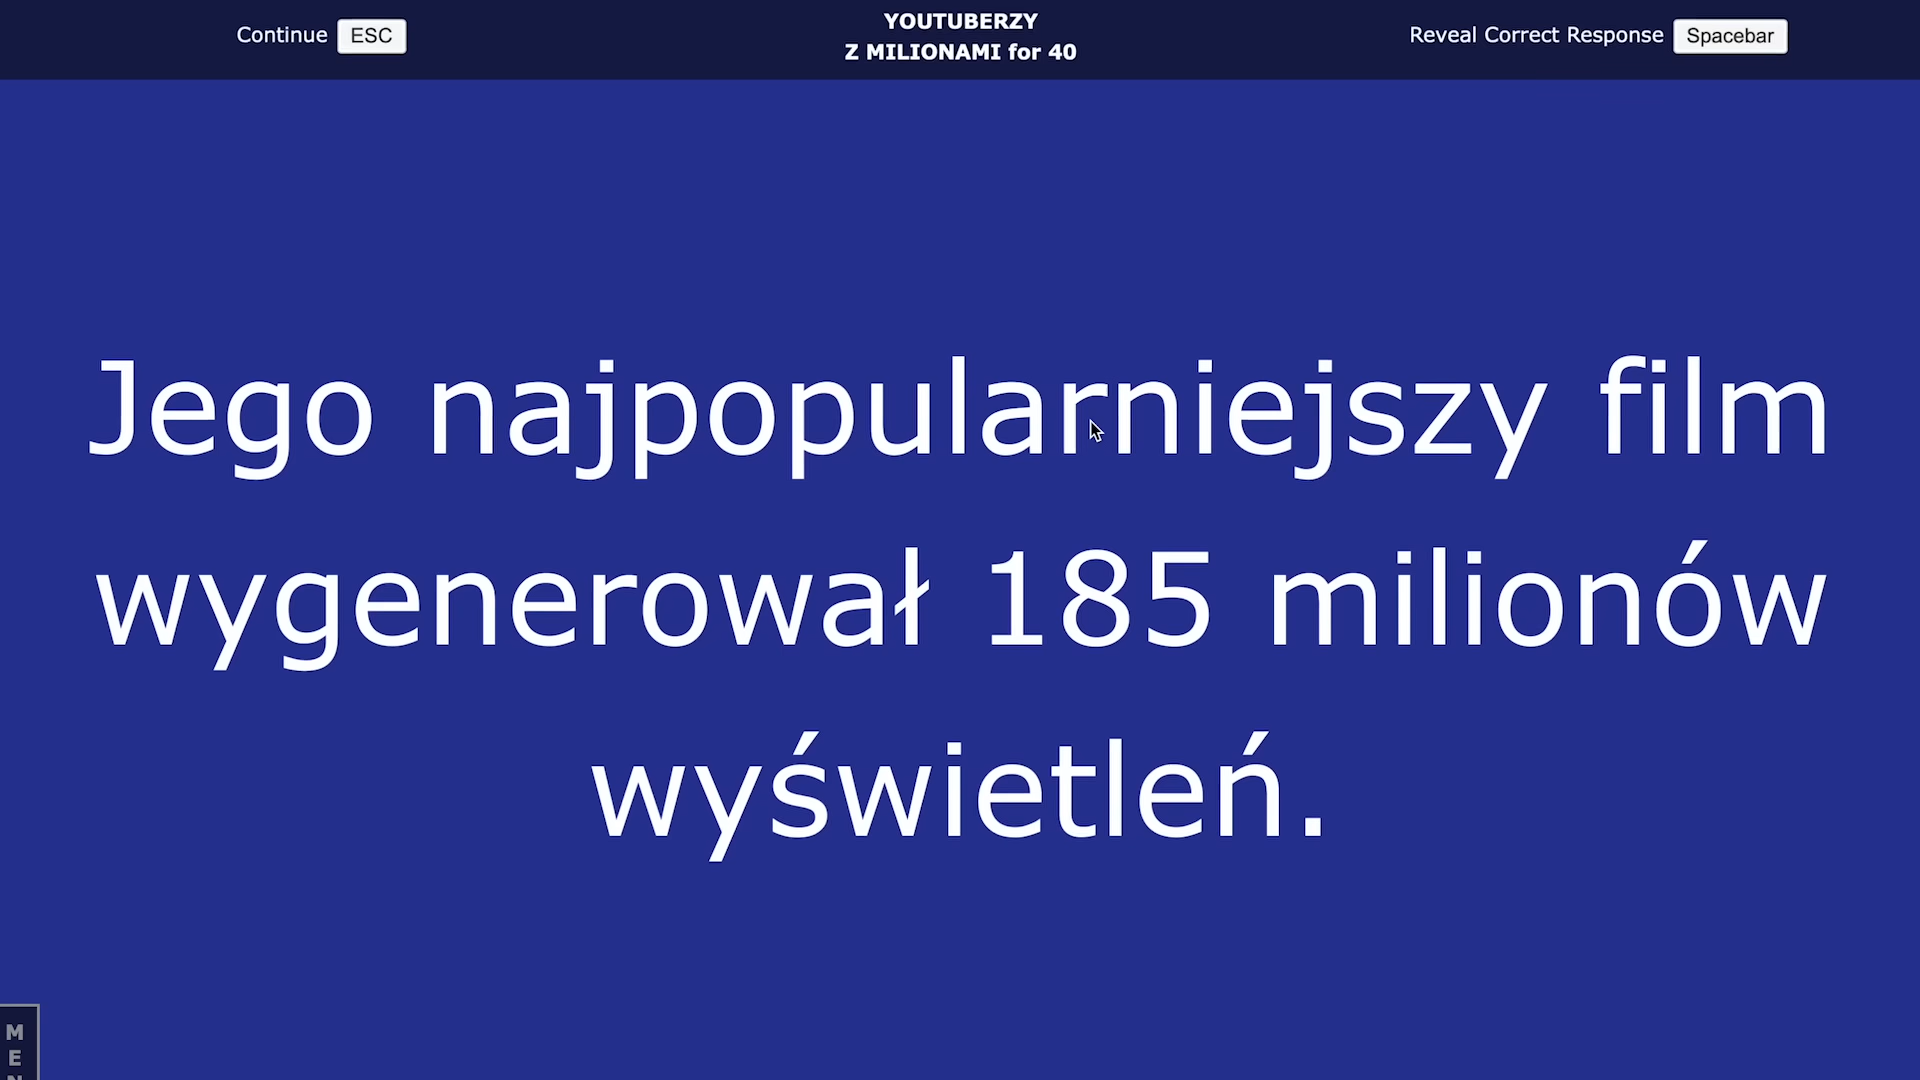 Continue ESC
YOUTUBERZY
Z MILIONAMI for 40
Reveal Correct Response Spacebar
Jego najpopularniejszy film
wygenerował 185 milionów
wyświetleń.
M
E
N